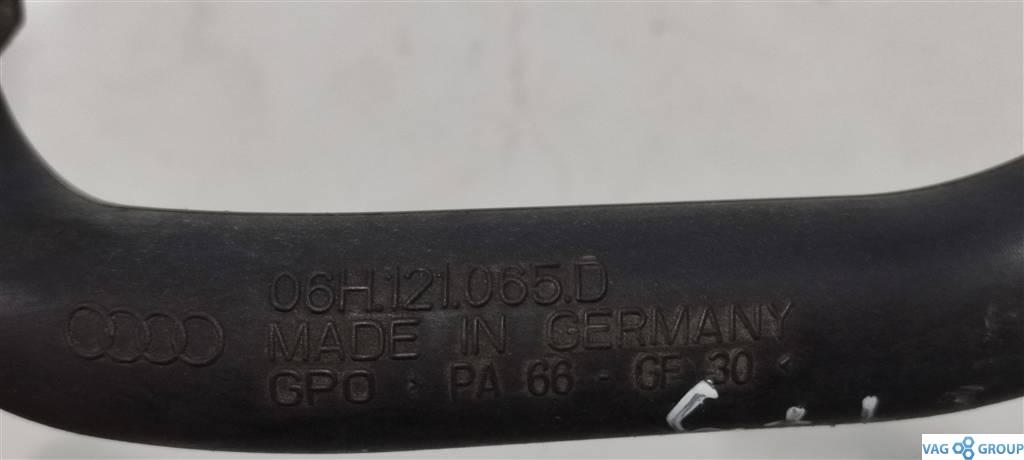 06H.121.065.D
MADE IN GERMANY
GPO > PA 66 - GF 30 <
VAG GROUP